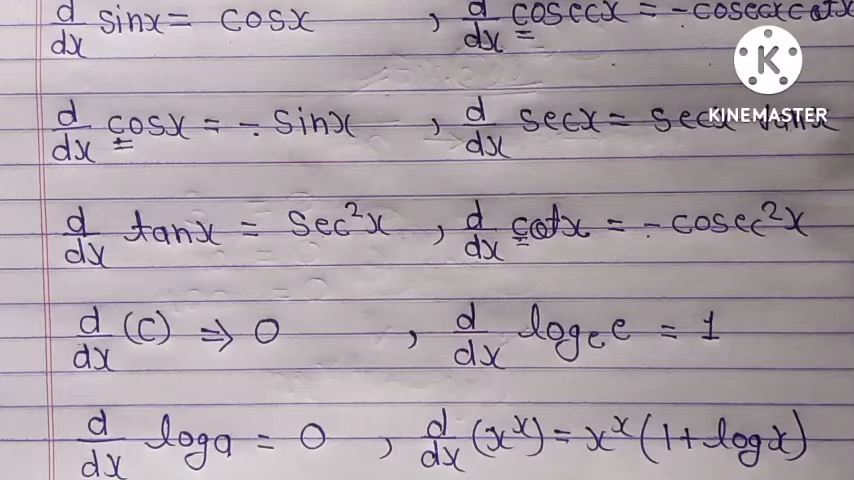 d/dx sinx = cosx , d/dx cosecx = -cosecx cotx
K
KINEMASTER
d/dx cosx = - sinx , d/dx secx = secx tanx
d/dx tanx = sec²x , d/dx cotx = - cosec²x
d/dx (c) ⇒ 0 , d/dx logₑe = 1
d/dx loga = 0 , d/dx (xˣ) = xˣ(1+logx)